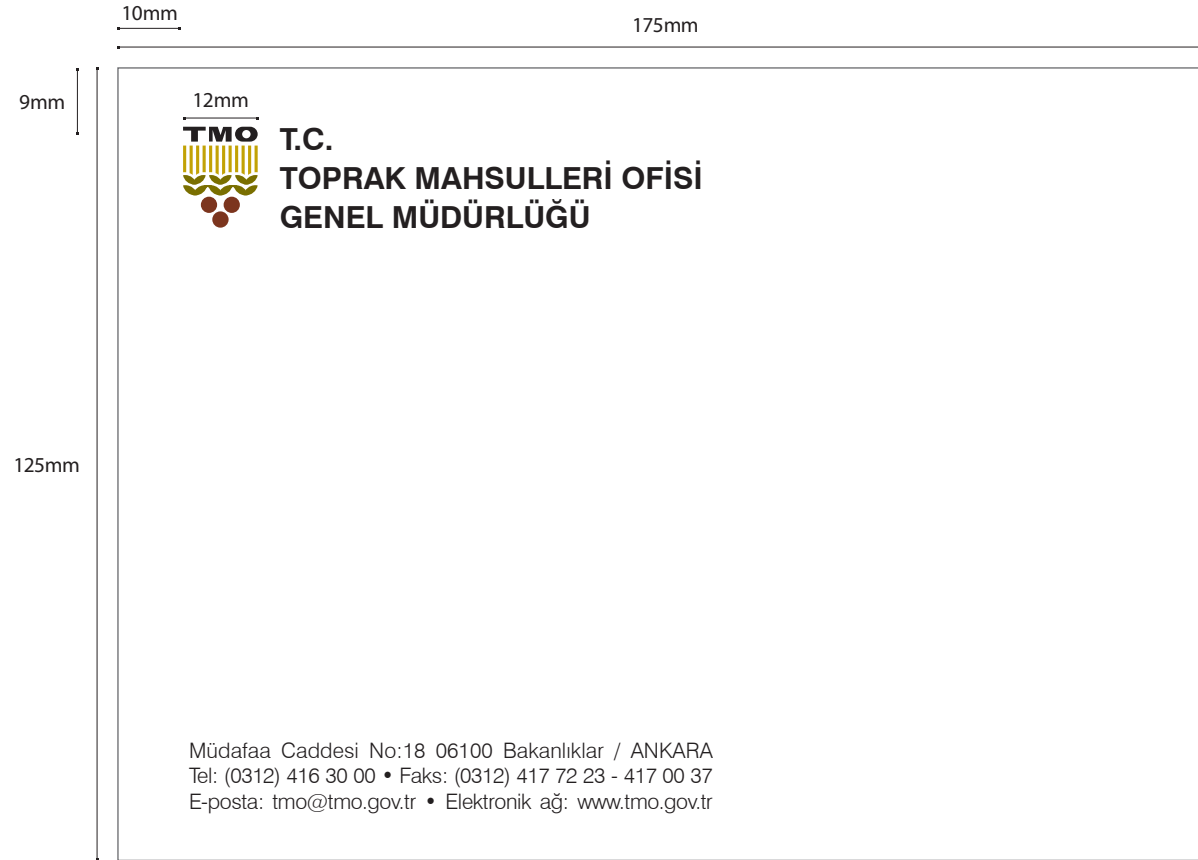 10mm
175mm
9mm
12mm
TMO
T.C.
TOPRAK MAHSULLERİ OFİSİ
GENEL MÜDÜRLÜĞÜ
125mm
Müdafaa Caddesi No:18 06100 Bakanlıklar / ANKARA
Tel: (0312) 416 30 00 • Faks: (0312) 417 72 23 - 417 00 37
E-posta: tmo@tmo.gov.tr • Elektronik ağ: www.tmo.gov.tr